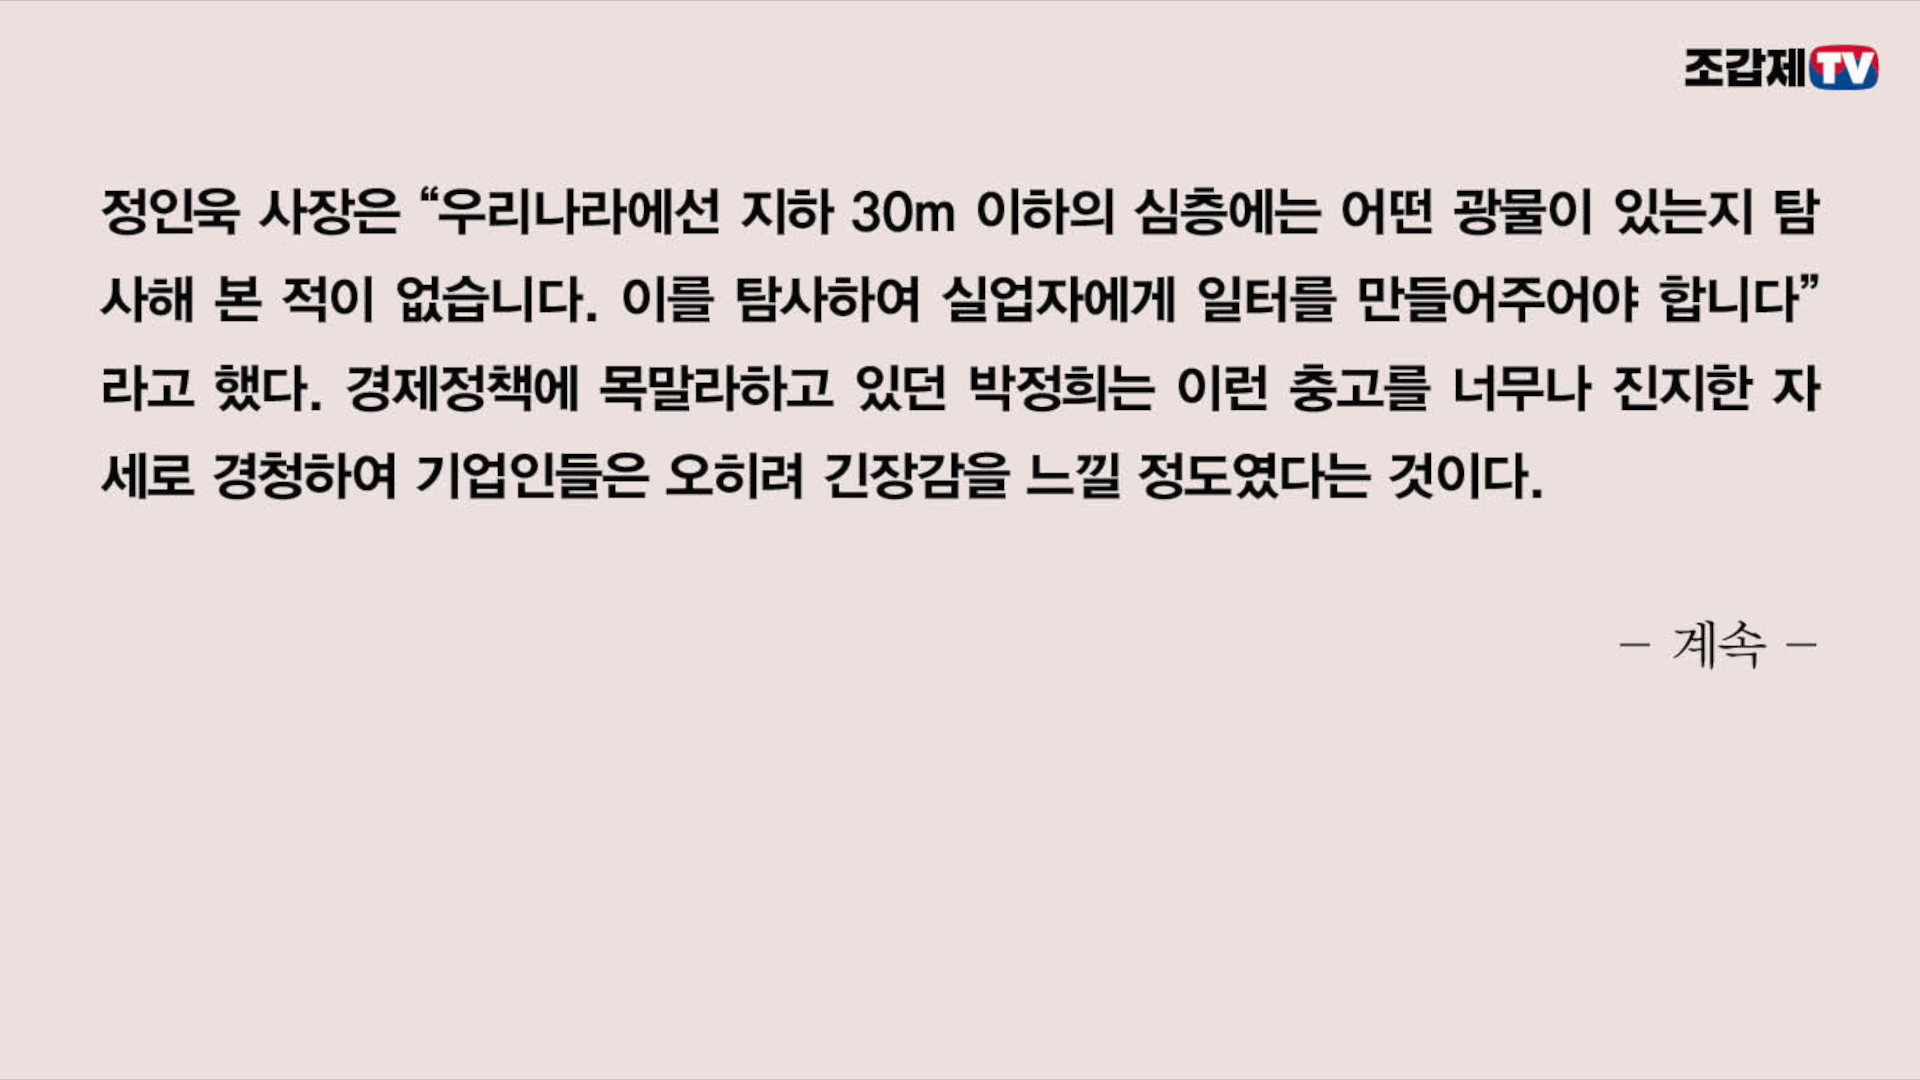 조갑제TV
정인욱 사장은 “우리나라에선 지하 30m 이하의 심층에는 어떤 광물이 있는지 탐
사해 본 적이 없습니다. 이를 탐사하여 실업자에게 일터를 만들어주어야 합니다”
라고 했다. 경제정책에 목말라하고 있던 박정희는 이런 충고를 너무나 진지한 자
세로 경청하여 기업인들은 오히려 긴장감을 느낄 정도였다는 것이다.
– 계속 –